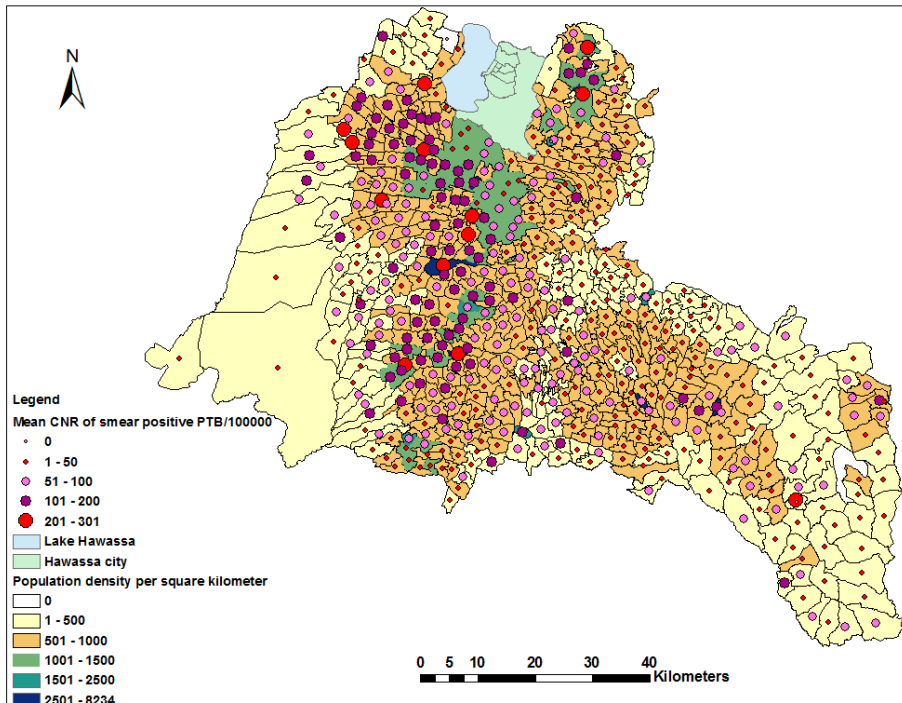 N
Legend
Mean CNR of smear positive PTB/100000
0
1 - 50
51 - 100
101 - 200
201 - 301
Lake Hawassa
Hawassa city
Population density per square kilometer
0
1 - 500
501 - 1000
1001 - 1500
1501 - 2500
2501 - 8234
0 5 10 20 30 40
Kilometers